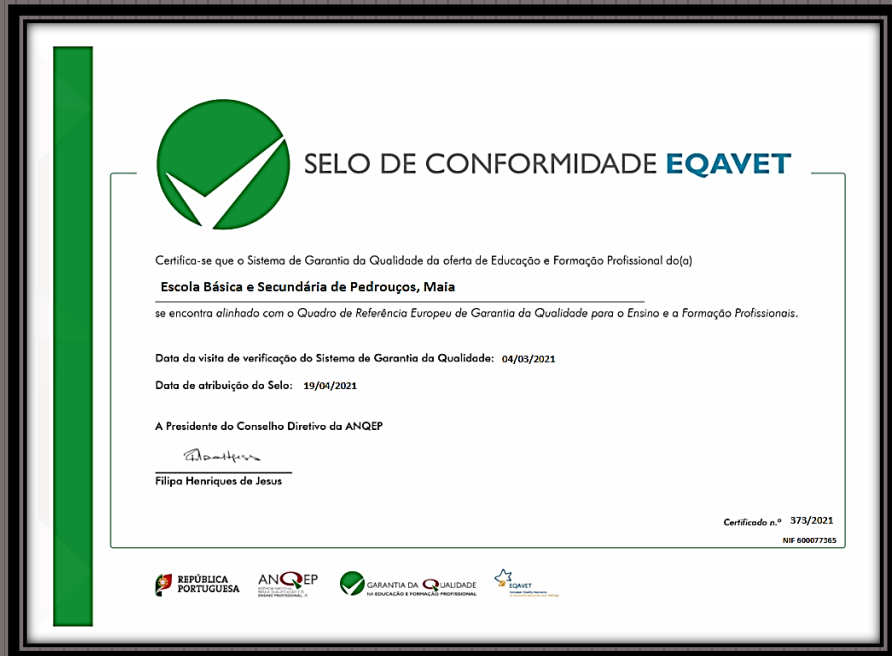 SELO DE CONFORMIDADE EQAVET
Certifica-se que o Sistema de Garantia da Qualidade da oferta de Educação e Formação Profissional do(a)
Escola Básica e Secundária de Pedrouços, Maia
se encontra alinhado com o Quadro de Referência Europeu de Garantia da Qualidade para o Ensino e a Formação Profissionais.
Data da visita de verificação do Sistema de Garantia da Qualidade: 04/03/2021
Data de atribuição do Selo: 19/04/2021
A Presidente do Conselho Diretivo da ANQEP
Filipa Henriques de Jesus
Certificado n.º 373/2021
NIF 600077365
REPÚBLICA
PORTUGUESA
ANQEP
GARANTIA DA QUALIDADE
NA EDUCAÇÃO E FORMAÇÃO PROFISSIONAL
EQAVET